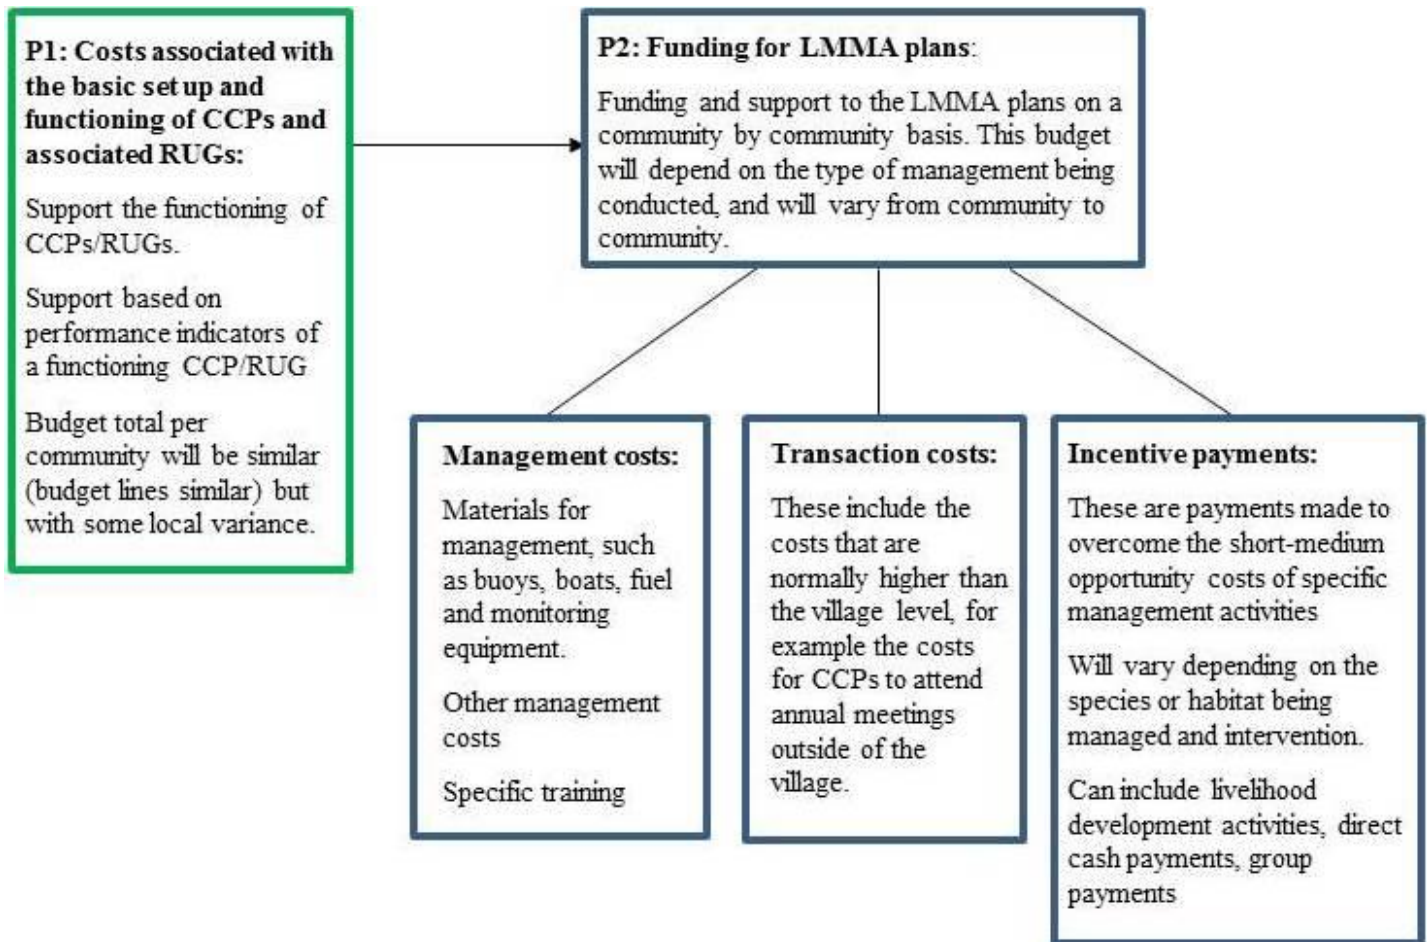 P1: Costs associated with
the basic set up and
functioning of CCPs and
associated RUGs:
Support the functioning of
CCPs/RUGs.
Support based on
performance indicators of
a functioning CCP/RUG
Budget total per
community will be similar
(budget lines similar) but
with some local variance.
P2: Funding for LMMA plans:
Funding and support to the LMMA plans on a
community by community basis. This budget
will depend on the type of management being
conducted, and will vary from community to
community.
Management costs:
Materials for
management, such
as buoys, boats, fuel
and monitoring
equipment.
Other management
costs
Specific training
Transaction costs:
These include the
costs that are
normally higher than
the village level, for
example the costs
for CCPs to attend
annual meetings
outside of the
village.
Incentive payments:
These are payments made to
overcome the short-medium
opportunity costs of specific
management activities
Will vary depending on the
species or habitat being
managed and intervention.
Can include livelihood
development activities, direct
cash payments, group
payments